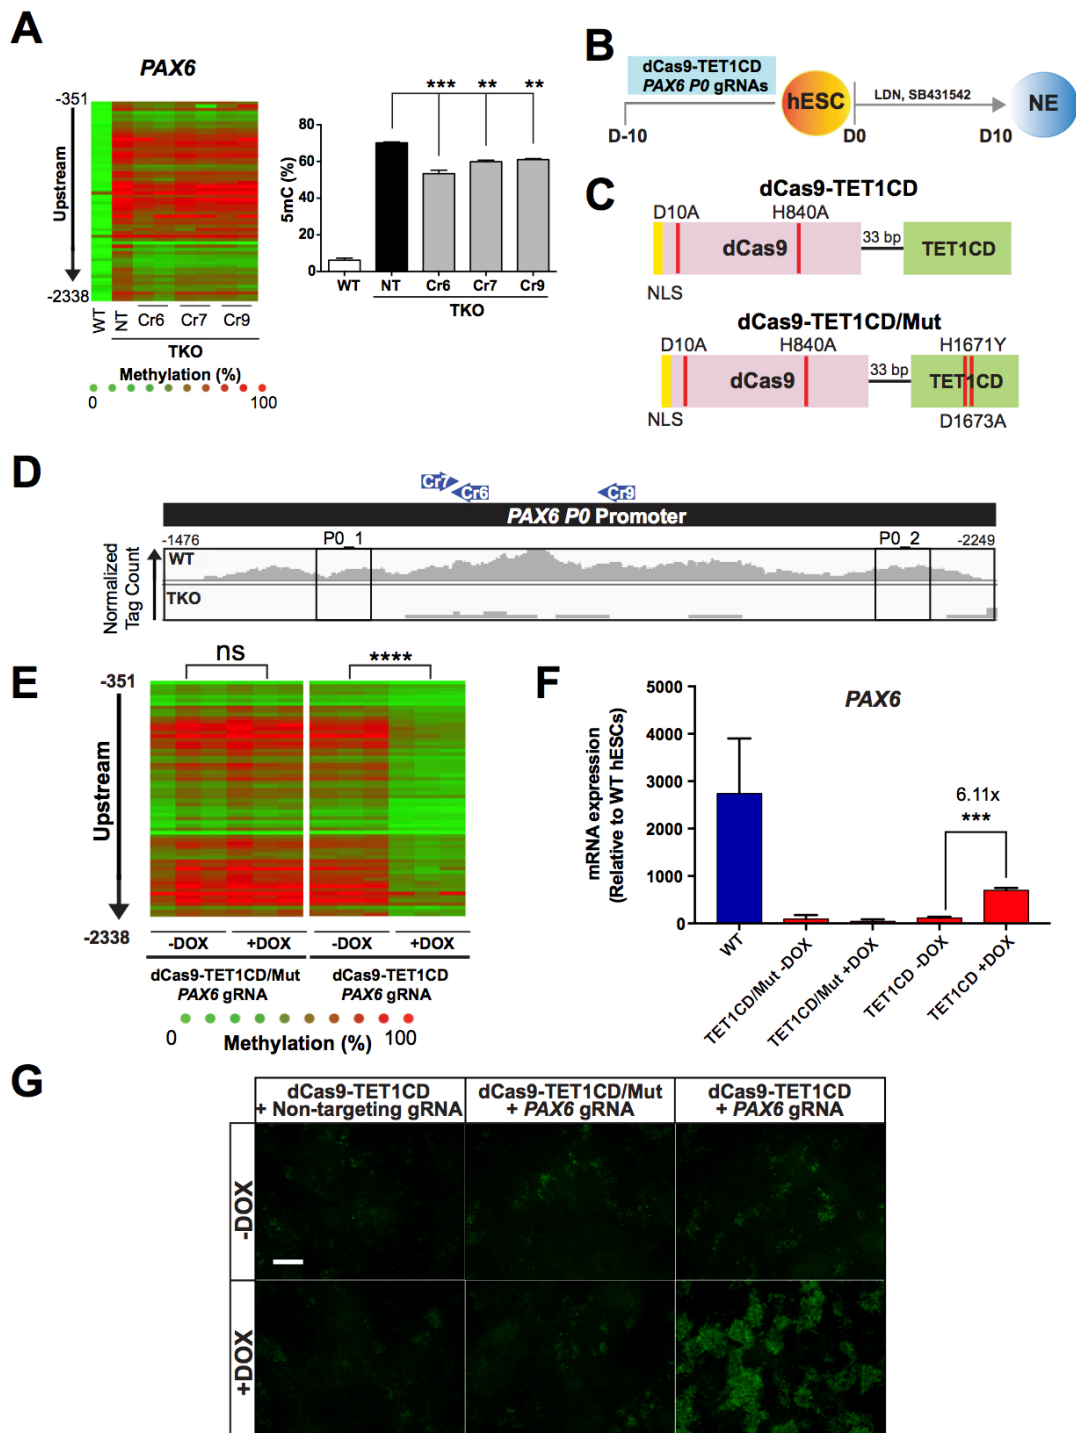 A
PAX6
-351
Upstream
-2338
WT
NT
Cr6
Cr7
Cr9
TKO
Methylation (%)
0
100
***
**
**
5mC (%)
80
60
40
20
0
WT
NT
Cr6
Cr7
Cr9
TKO
B
dCas9-TET1CD
PAX6 P0 gRNAs
hESC
LDN, SB431542
NE
D-10
D0
D10
C
dCas9-TET1CD
D10A
H840A
dCas9
33 bp
TET1CD
NLS
dCas9-TET1CD/Mut
D10A
H840A
H1671Y
dCas9
33 bp
TET1CD
NLS
D1673A
D
Cr7
Cr6
Cr9
PAX6 P0 Promoter
-1476
P0_1
P0_2
-2249
Normalized
Tag Count
WT
TKO
E
ns
****
-351
Upstream
-2338
-DOX
+DOX
-DOX
+DOX
dCas9-TET1CD/Mut
PAX6 gRNA
dCas9-TET1CD
PAX6 gRNA
0
Methylation (%)
100
F
PAX6
mRNA expression
(Relative to WT hESCs)
5000
4000
3000
2000
1000
0
6.11x
***
WT
TET1CD/Mut -DOX
TET1CD/Mut +DOX
TET1CD -DOX
TET1CD +DOX
G
dCas9-TET1CD
+ Non-targeting gRNA
dCas9-TET1CD/Mut
+ PAX6 gRNA
dCas9-TET1CD
+ PAX6 gRNA
-DOX
+DOX